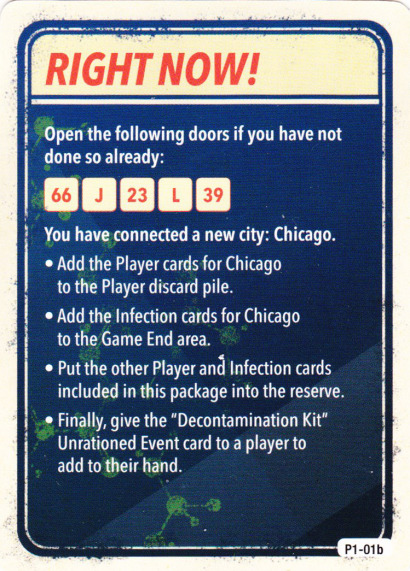 RIGHT NOW!
Open the following doors if you have not
done so already:
66 J 23 L 39
You have connected a new city: Chicago.
• Add the Player cards for Chicago
to the Player discard pile.
• Add the Infection cards for Chicago
to the Game End area.
• Put the other Player and Infection cards
included in this package into the reserve.
• Finally, give the “Decontamination Kit”
Unrationed Event card to a player to
add to their hand.
P1-01b